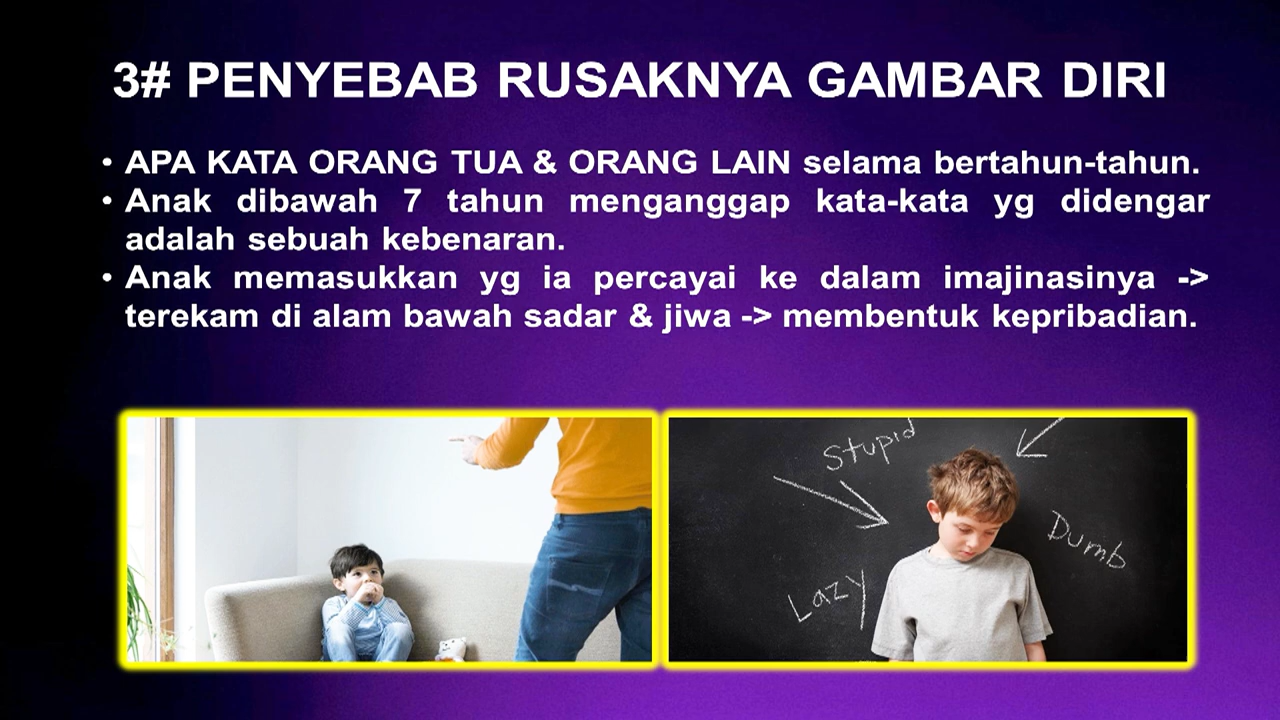 3# PENYEBAB RUSAKNYA GAMBAR DIRI
• APA KATA ORANG TUA & ORANG LAIN selama bertahun-tahun.
• Anak dibawah 7 tahun menganggap kata-kata yg didengar
adalah sebuah kebenaran.
• Anak memasukkan yg ia percayai ke dalam imajinasinya ->
terekam di alam bawah sadar & jiwa -> membentuk kepribadian.
Stupid
Dumb
Lazy